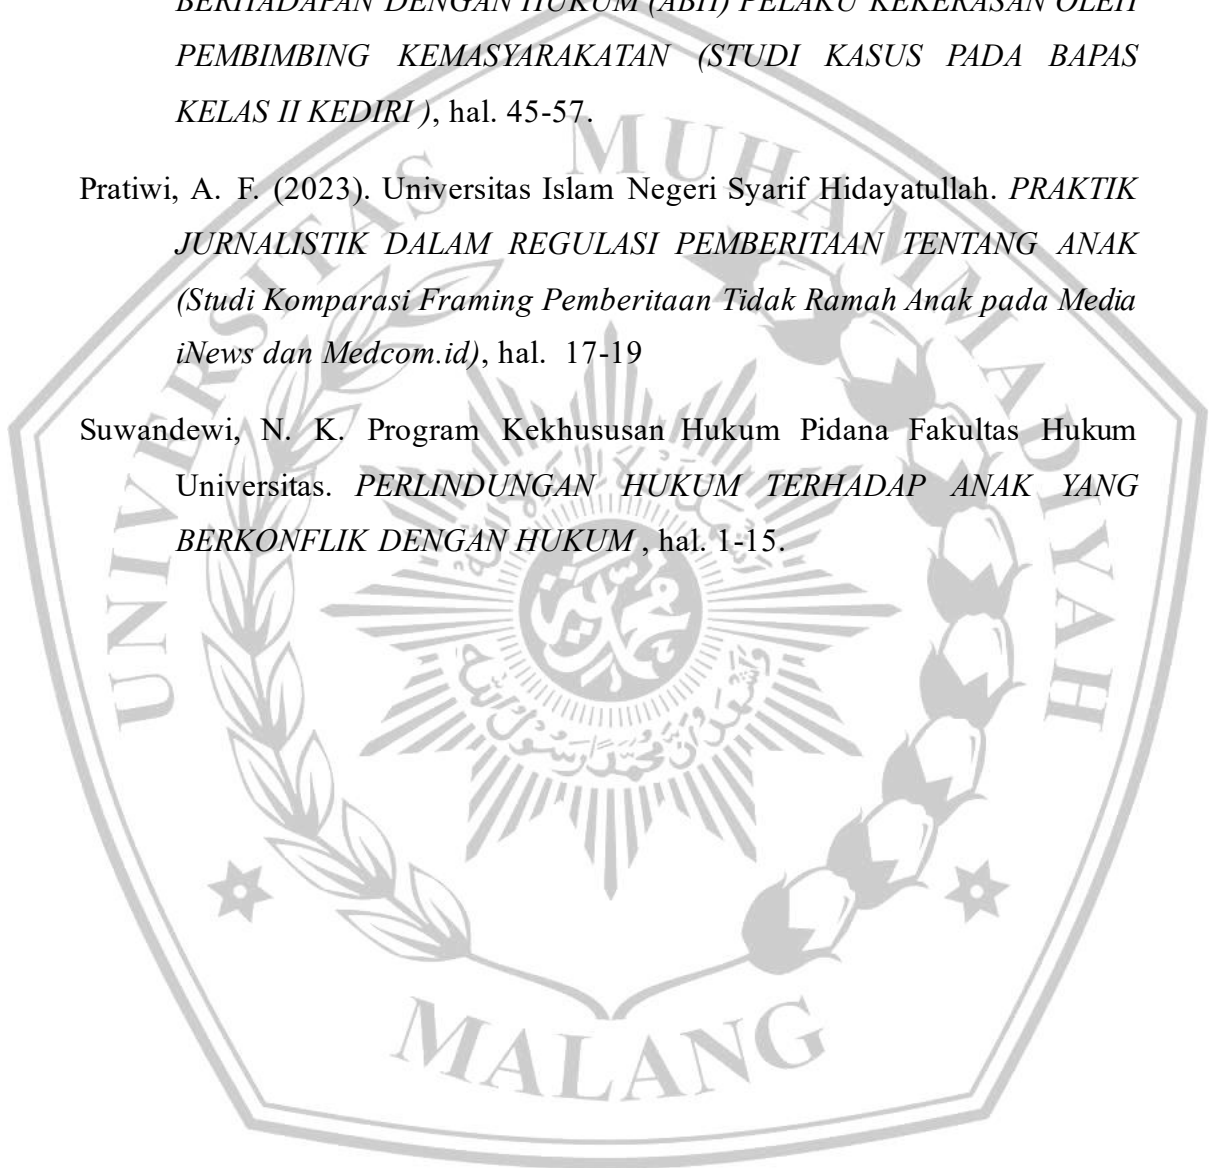 BERHADAPAN DENGAN HUKUM (ABH) PELAKU KEKERASAN OLEH
PEMBIMBING KEMASYARAKATAN (STUDI KASUS PADA BAPAS
KELAS II KEDIRI ), hal. 45-57.
Pratiwi, A. F. (2023). Universitas Islam Negeri Syarif Hidayatullah. PRAKTIK
JURNALISTIK DALAM REGULASI PEMBERITAAN TENTANG ANAK
(Studi Komparasi Framing Pemberitaan Tidak Ramah Anak pada Media
iNews dan Medcom.id), hal. 17-19
Suwandewi, N. K. Program Kekhususan Hukum Pidana Fakultas Hukum
Universitas. PERLINDUNGAN HUKUM TERHADAP ANAK YANG
BERKONFLIK DENGAN HUKUM , hal. 1-15.
UNIVERSITAS MUHAMMADIYAH
MALANG